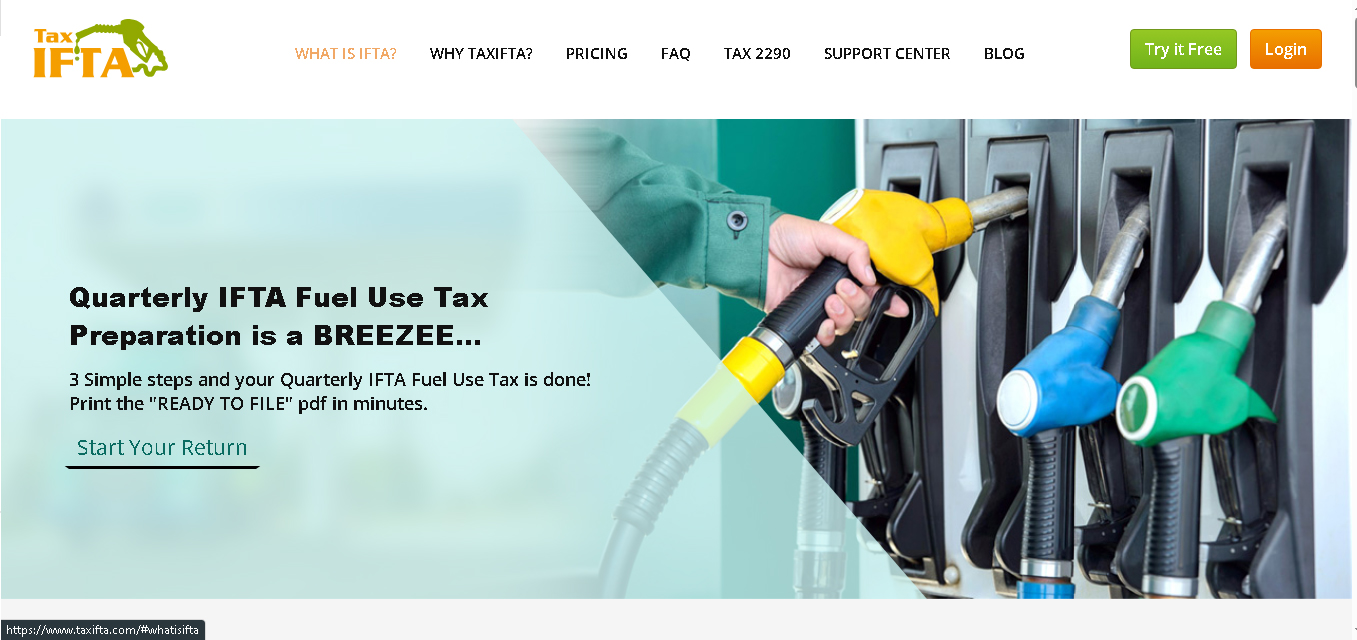 Tax
IFTA
WHAT IS IFTA? WHY TAXIFTA? PRICING FAQ TAX 2290 SUPPORT CENTER BLOG
Try it Free
Login
Quarterly IFTA Fuel Use Tax
Preparation is a BREEZEE...
3 Simple steps and your Quarterly IFTA Fuel Use Tax is done!
Print the "READY TO FILE" pdf in minutes.
Start Your Return
https://www.taxifta.com/#whatisifta